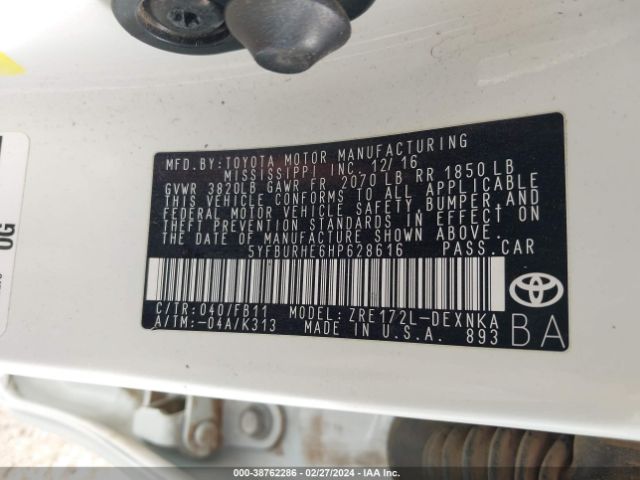 MFD.BY:TOYOTA MOTOR MANUFACTURING
MISSISSIPPI INC. 12/16
GVWR 3820LB GAWR FR 2070 LB RR 1850 LB
THIS VEHICLE CONFORMS TO ALL APPLICABLE
FEDERAL MOTOR VEHICLE SAFETY, BUMPER, AND
THEFT PREVENTION STANDARDS IN EFFECT ON
THE DATE OF MANUFACTURE SHOWN ABOVE.
5YFBURHE6HP628616 PASS.CAR
C/TR: 040/FB11 MODEL: ZRE172L-DEXNKA
A/TM:-04A/K313 MADE IN U.S.A. 893
BA
OG
000-38762286 - 02/27/2024 - IAA Inc.